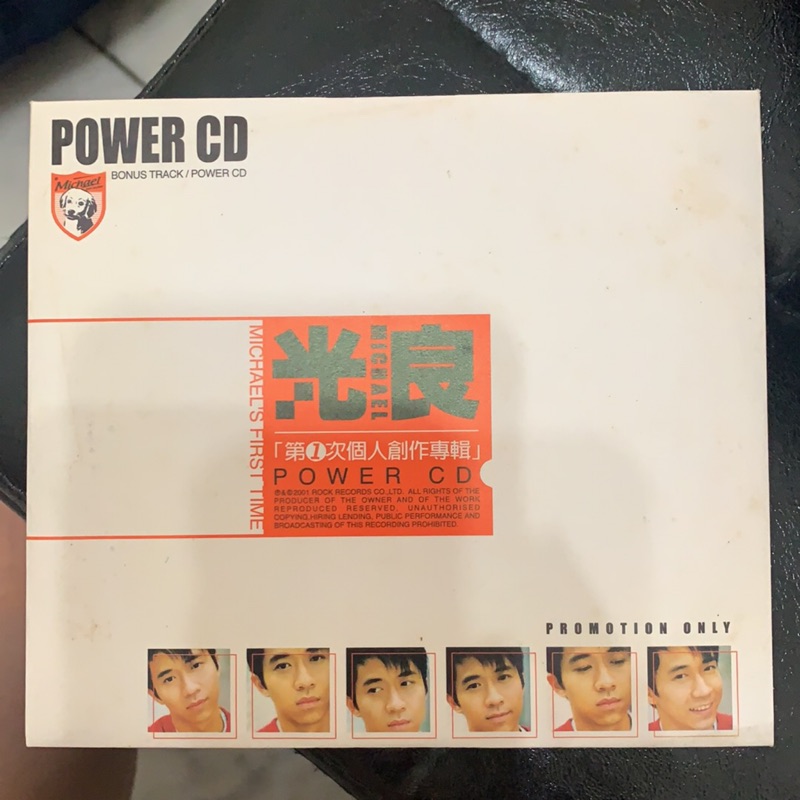 POWER CD
Michael
BONUS TRACK / POWER CD
MICHAEL'S FIRST TIME
光良
MICHAEL
「第1次個人創作專輯」
POWER CD
℗&©2001 ROCK RECORDS CO.,LTD. ALL RIGHTS OF THE
PRODUCER OF THE OWNER AND OF THE WORK
REPRODUCED RESERVED. UNAUTHORISED
COPYING,HIRING LENDING, PUBLIC PERFORMANCE AND
BROADCASTING OF THIS RECORDING PROHIBITED.
PROMOTION ONLY